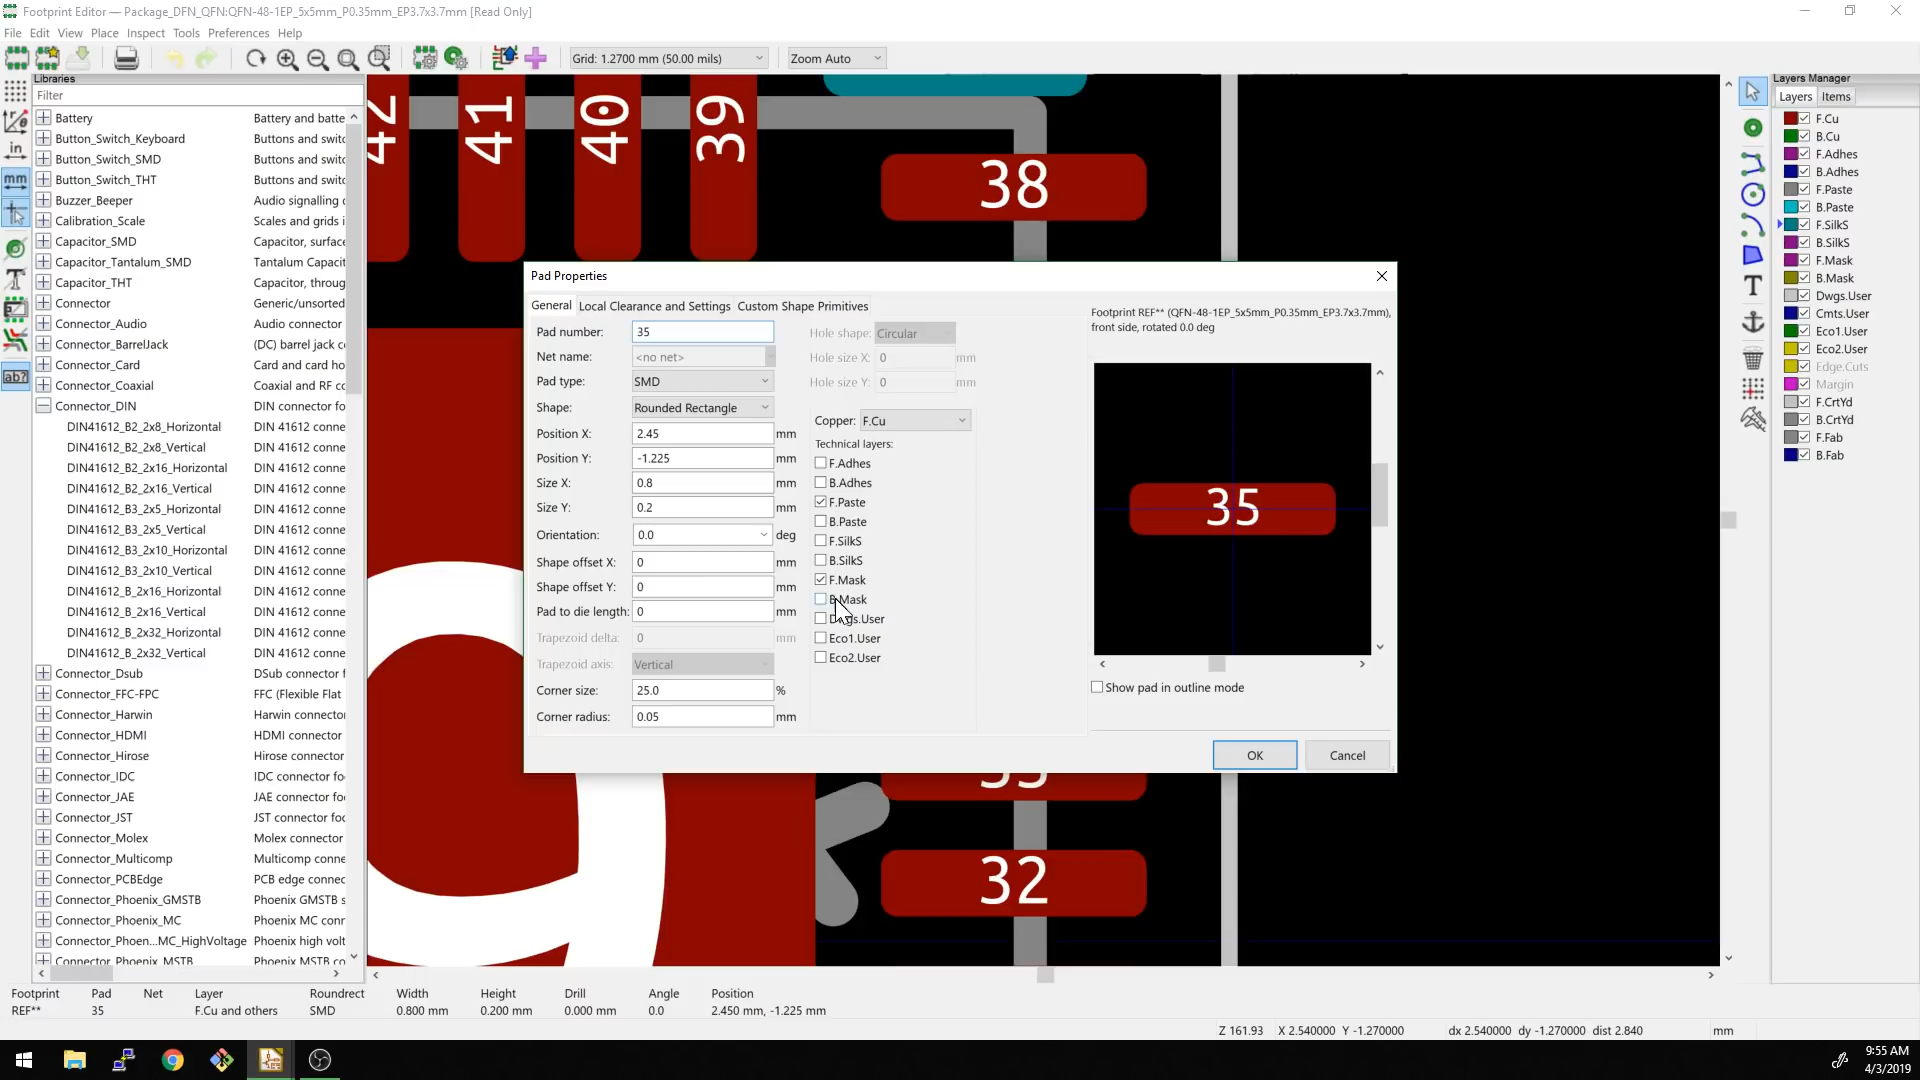 Footprint Editor — Package_DFN_QFN:QFN-48-1EP_5x5mm_P0.35mm_EP3.7x3.7mm [Read Only]
File Edit View Place Inspect Tools Preferences Help
Grid: 1.2700 mm (50.00 mils)
Zoom Auto
Libraries
Filter
Battery Battery and batte
Button_Switch_Keyboard Buttons and switc
Button_Switch_SMD Buttons and switc
Button_Switch_THT Buttons and switc
Buzzer_Beeper Audio signalling
Calibration_Scale Scales and grids i
Capacitor_SMD Capacitor, surface
Capacitor_Tantalum_SMD Tantalum Capacit
Capacitor_THT Capacitor, throug
Connector Generic/unsorted
Connector_Audio Audio connector
Connector_BarrelJack (DC) barrel jack c
Connector_Card Card and card ho
Connector_Coaxial Coaxial and RF co
Connector_DIN DIN connector fo
DIN41612_B2_2x8_Horizontal DIN 41612 conne
DIN41612_B2_2x8_Vertical DIN 41612 conne
DIN41612_B2_2x16_Horizontal DIN 41612 conne
DIN41612_B2_2x16_Vertical DIN 41612 conne
DIN41612_B3_2x5_Horizontal DIN 41612 conne
DIN41612_B3_2x5_Vertical DIN 41612 conne
DIN41612_B3_2x10_Horizontal DIN 41612 conne
DIN41612_B3_2x10_Vertical DIN 41612 conne
DIN41612_B_2x16_Horizontal DIN 41612 conne
DIN41612_B_2x16_Vertical DIN 41612 conne
DIN41612_B_2x32_Horizontal DIN 41612 conne
DIN41612_B_2x32_Vertical DIN 41612 conne
Connector_Dsub DSub connector f
Connector_FFC-FPC FFC (Flexible Flat
Connector_Harwin Harwin connector
Connector_HDMI HDMI connector
Connector_Hirose Hirose connector
Connector_IDC IDC connector fo
Connector_JAE JAE connector fo
Connector_JST JST connector foo
Connector_Molex Molex connector
Connector_Multicomp Multicomp conne
Connector_PCBEdge PCB edge connec
Connector_Phoenix_GMSTB Phoenix GMSTB s
Connector_Phoenix_MC Phoenix MC conn
Connector_Phoen...MC_HighVoltage Phoenix high volt
Connector_Phoenix_MSTB Phoenix MSTB co
in
mm
ab?
42
41
40
39
38
32
Pad Properties
General Local Clearance and Settings Custom Shape Primitives
Pad number: 35
Net name: <no net>
Pad type: SMD
Shape: Rounded Rectangle
Position X: 2.45 mm
Position Y: -1.225 mm
Size X: 0.8 mm
Size Y: 0.2 mm
Orientation: 0.0 deg
Shape offset X: 0 mm
Shape offset Y: 0 mm
Pad to die length: 0 mm
Trapezoid delta: 0 mm
Trapezoid axis: Vertical
Corner size: 25.0 %
Corner radius: 0.05 mm
Hole shape: Circular
Hole size X: 0 mm
Hole size Y: 0 mm
Copper: F.Cu
Technical layers:
F.Adhes
B.Adhes
F.Paste
B.Paste
F.SilkS
B.SilkS
F.Mask
B.Mask
Eco1.User
Eco2.User
Footprint REF** (QFN-48-1EP_5x5mm_P0.35mm_EP3.7x3.7mm),
front side, rotated 0.0 deg
35
Show pad in outline mode
OK Cancel
Layers Manager
Layers Items
F.Cu
B.Cu
F.Adhes
B.Adhes
F.Paste
B.Paste
F.SilkS
B.SilkS
F.Mask
B.Mask
Dwgs.User
Cmts.User
Eco1.User
Eco2.User
Edge.Cuts
Margin
F.CrtYd
B.CrtYd
F.Fab
B.Fab
Footprint Pad Net Layer Roundrect Width Height Drill Angle Position
REF** 35 F.Cu and others SMD 0.800 mm 0.200 mm 0.000 mm 0.0 2.450 mm, -1.225 mm
Z 161.93 X 2.540000 Y -1.270000 dx 2.540000 dy -1.270000 dist 2.840 mm
9:55 AM
4/3/2019